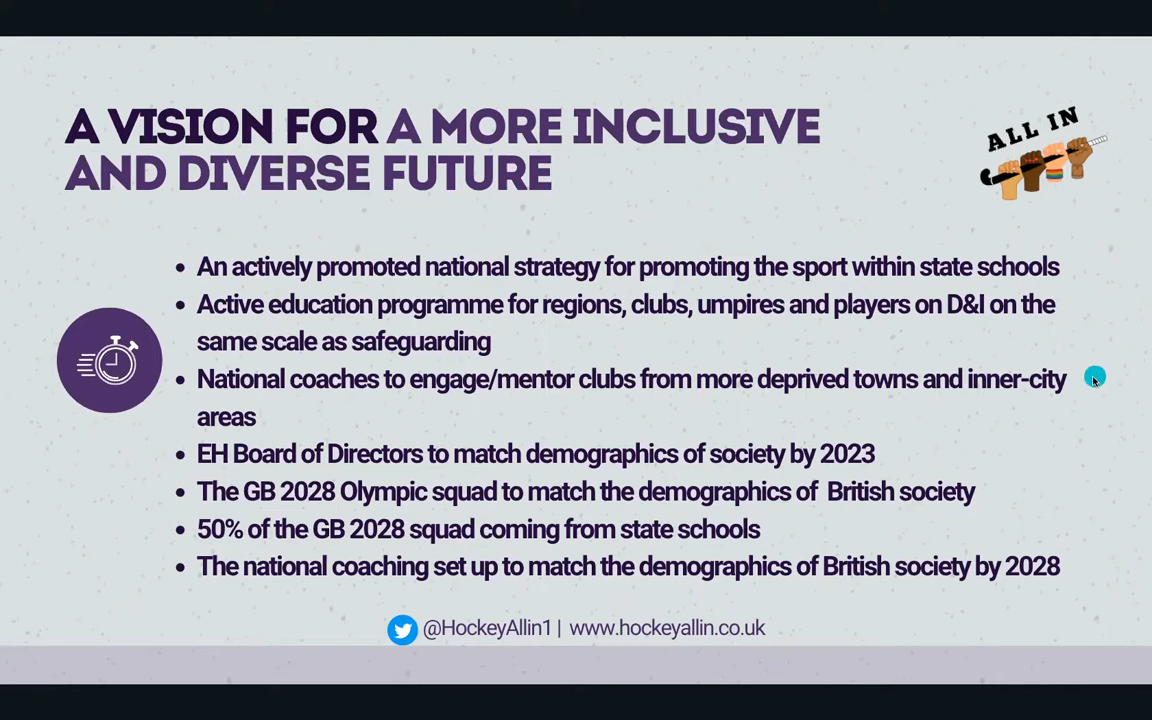 A VISION FOR A MORE INCLUSIVE
AND DIVERSE FUTURE
ALL IN
• An actively promoted national strategy for promoting the sport within state schools
• Active education programme for regions, clubs, umpires and players on D&I on the
same scale as safeguarding
• National coaches to engage/mentor clubs from more deprived towns and inner-city
areas
• EH Board of Directors to match demographics of society by 2023
• The GB 2028 Olympic squad to match the demographics of British society
• 50% of the GB 2028 squad coming from state schools
• The national coaching set up to match the demographics of British society by 2028
@HockeyAllin1 | www.hockeyallin.co.uk